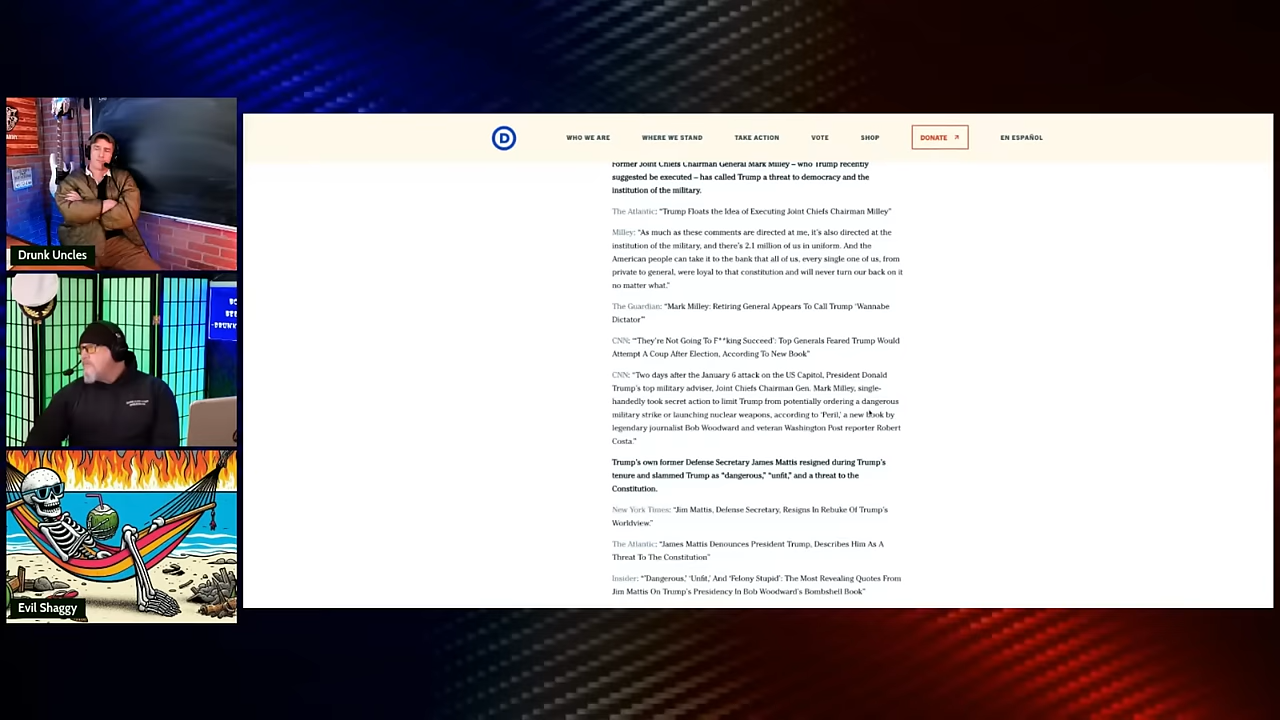 D
WHO WE ARE
WHERE WE STAND
TAKE ACTION
VOTE
SHOP
DONATE
EN ESPAÑOL
Former Joint Chiefs Chairman General Mark Milley – who Trump recently
suggested be executed – has called Trump a threat to democracy and the
institution of the military.
The Atlantic: “Trump Floats the Idea of Executing Joint Chiefs Chairman Milley”
Milley: “As much as these comments are directed at me, it's also directed at the
institution of the military, and there's 2.1 million of us in uniform. And the
American people can take it to the bank that all of us, every single one of us, from
private to general, were loyal to that constitution and will never turn our back on it
no matter what.”
The Guardian: “Mark Milley: Retiring General Appears To Call Trump ‘Wannabe
Dictator’”
CNN: “‘They're Not Going To F**king Succeed’: Top Generals Feared Trump Would
Attempt A Coup After Election, According To New Book”
CNN: “Two days after the January 6 attack on the US Capitol, President Donald
Trump's top military adviser, Joint Chiefs Chairman Gen. Mark Milley, single-
handedly took secret action to limit Trump from potentially ordering a dangerous
military strike or launching nuclear weapons, according to ‘Peril,’ a new book by
legendary journalist Bob Woodward and veteran Washington Post reporter Robert
Costa.”
Trump's own former Defense Secretary James Mattis resigned during Trump's
tenure and slammed Trump as “dangerous,” “unfit,” and a threat to the
Constitution.
New York Times: “Jim Mattis, Defense Secretary, Resigns In Rebuke Of Trump's
Worldview.”
The Atlantic: “James Mattis Denounces President Trump, Describes Him As A
Threat To The Constitution”
Insider: “‘Dangerous,’ ‘Unfit,’ And ‘Felony Stupid’: The Most Revealing Quotes From
Jim Mattis On Trump's Presidency In Bob Woodward's Bombshell Book”
Drunk Uncles
Evil Shaggy